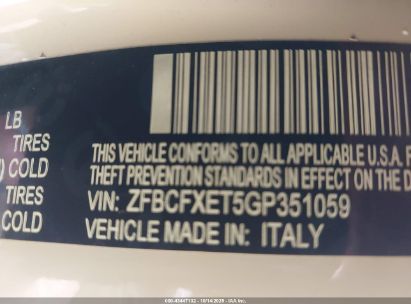 LB
TIRES
) COLD
TIRES
COLD
THIS VEHICLE CONFORMS TO ALL APPLICABLE U.S.A.
THEFT PREVENTION STANDARDS IN EFFECT ON THE D
VIN: ZFBCFXET5GP351059
VEHICLE MADE IN: ITALY